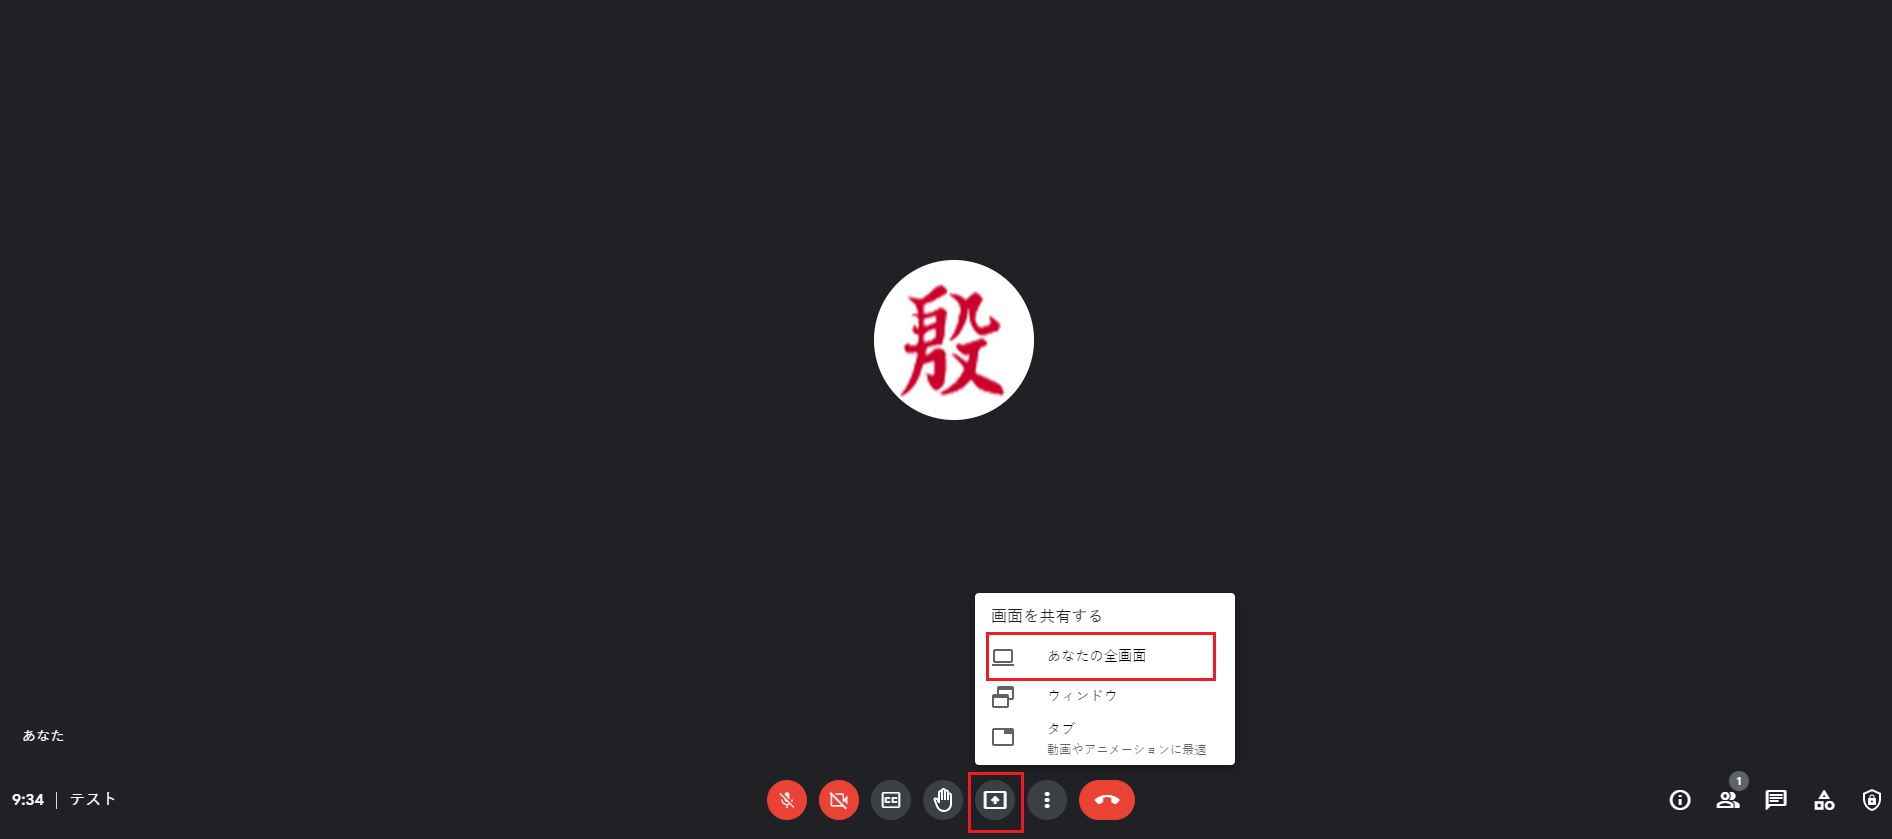 殷
画面を共有する
あなたの全画面
ウィンドウ
タブ
動画やアニメーションに最適
あなた
9:34 | テスト
CC
1